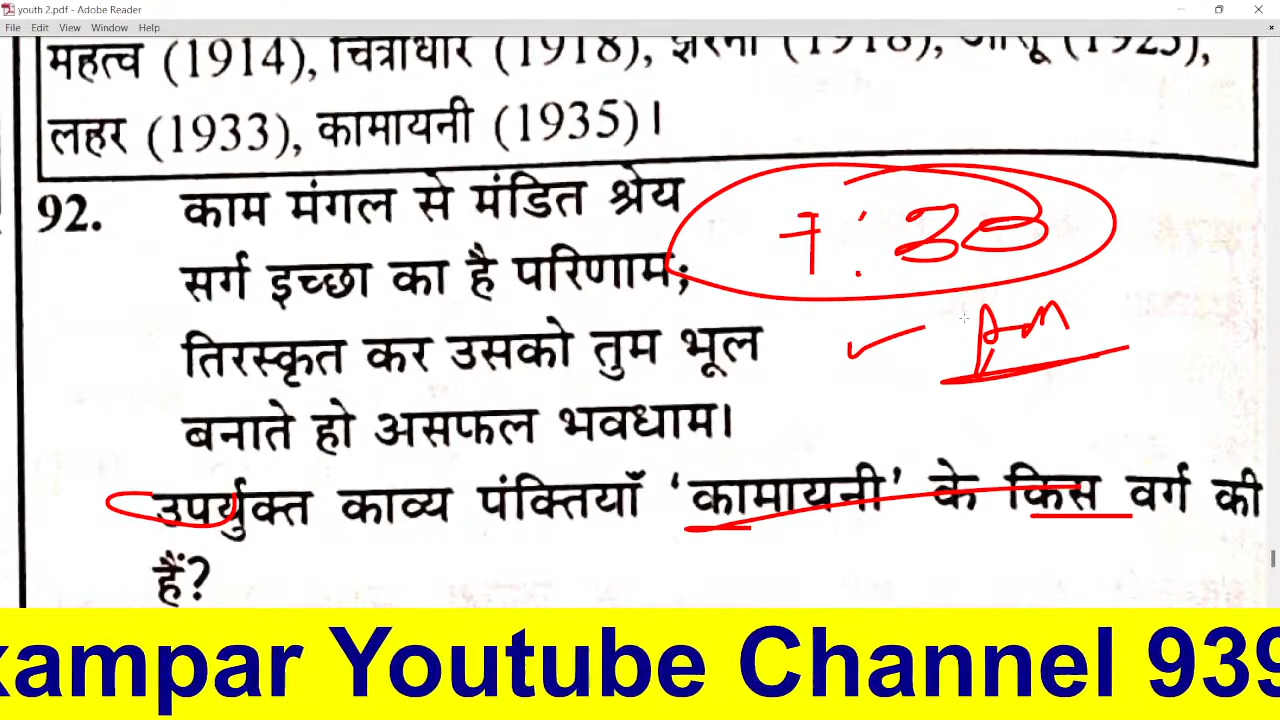 youth 2.pdf - Adobe Reader
File Edit View Window Help
महत्व (1914), चित्राधार (1918), झरना (1918), आँसू (1925),
लहर (1933), कामायनी (1935)।
92. काम मंगल से मंडित श्रेय
सर्ग इच्छा का है परिणाम;
7:30
तिरस्कृत कर उसको तुम भूल
Am
बनाते हो असफल भवधाम।
उपर्युक्त काव्य पंक्तियाँ 'कामायनी' के किस वर्ग की
हैं?
xampar Youtube Channel 939